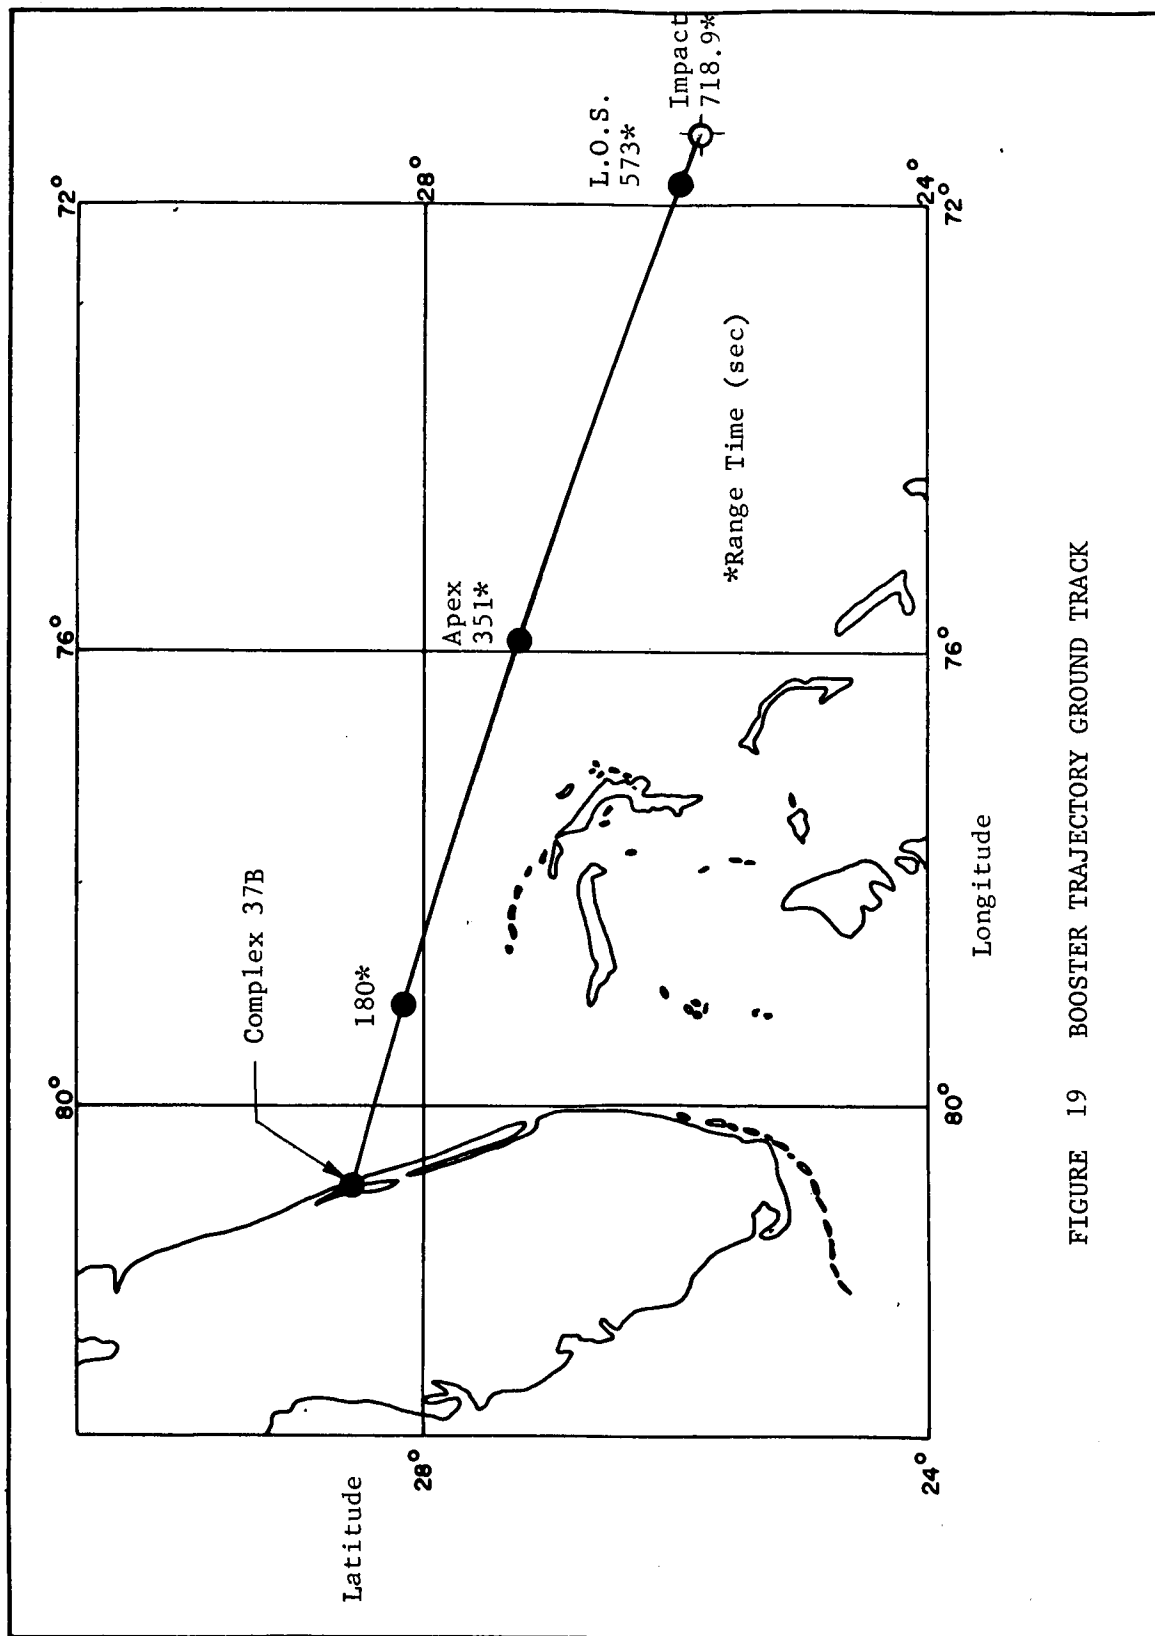 80°
76°
72°
Complex 37B
180*
Apex
351*
L.O.S.
573*
Impact
718.9*
Latitude
28°
28°
*Range Time (sec)
24°
24°
80°
76°
72°
Longitude
FIGURE 19 BOOSTER TRAJECTORY GROUND TRACK